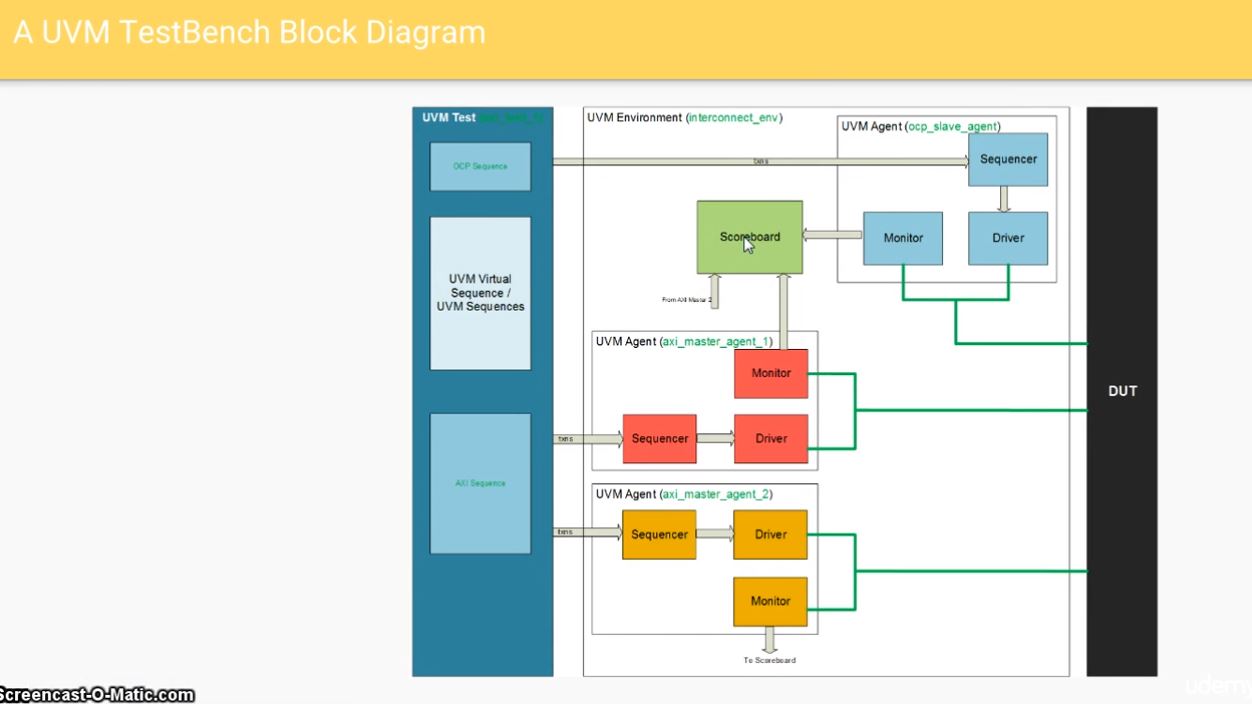 A UVM TestBench Block Diagram
UVM Test
UVM Environment (interconnect_env)
UVM Agent (ocp_slave_agent)
OCP Sequence
txns
Sequencer
Scoreboard
Monitor
Driver
UVM Virtual
Sequence /
UVM Sequences
From AXI Master 2
UVM Agent (axi_master_agent_1)
Monitor
DUT
txns
Sequencer
Driver
AXI Sequence
UVM Agent (axi_master_agent_2)
txns
Sequencer
Driver
Monitor
To Scoreboard
Screencast-O-Matic.com
udemy